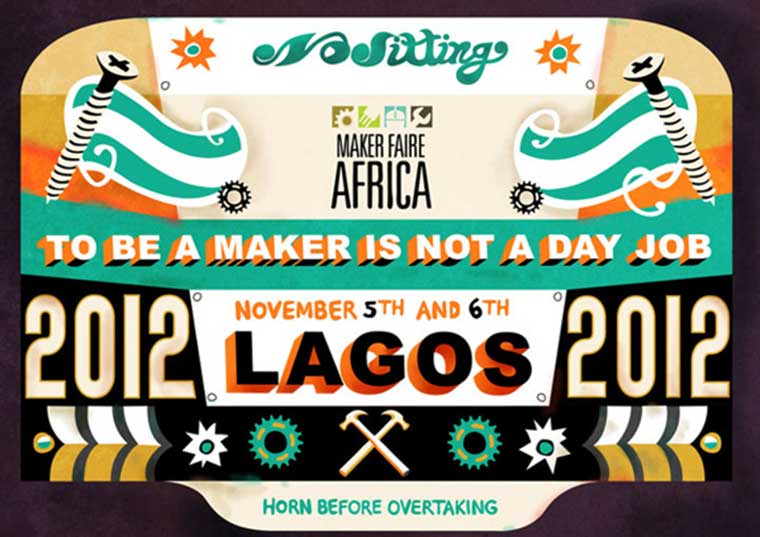 No Sitting
MAKER FAIRE
AFRICA
TO BE A MAKER IS NOT A DAY JOB
2012
NOVEMBER 5TH AND 6TH
LAGOS
2012
HORN BEFORE OVERTAKING